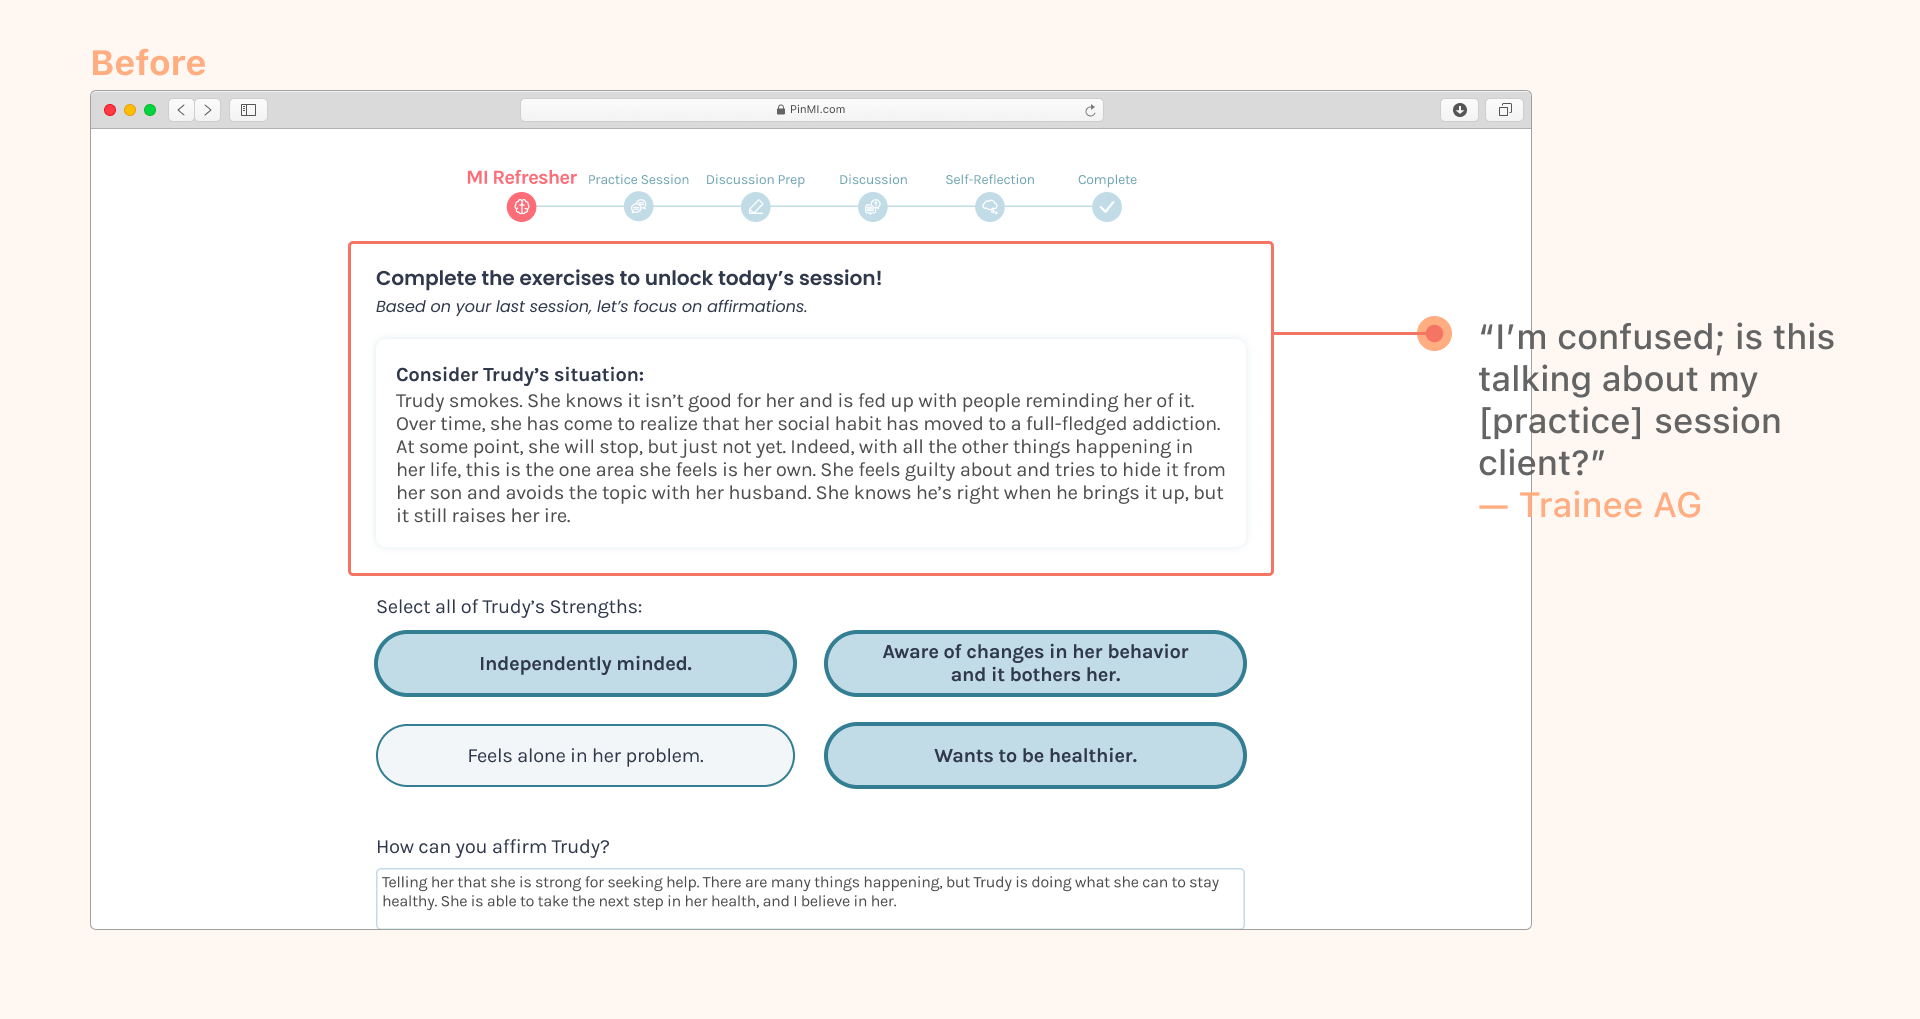 Before
PinMI.com
MI Refresher
Practice Session
Discussion Prep
Discussion
Self-Reflection
Complete
Complete the exercises to unlock today’s session!
Based on your last session, let’s focus on affirmations.
Consider Trudy’s situation:
Trudy smokes. She knows it isn’t good for her and is fed up with people reminding her of it.
Over time, she has come to realize that her social habit has moved to a full-fledged addiction.
At some point, she will stop, but just not yet. Indeed, with all the other things happening in
her life, this is the one area she feels is her own. She feels guilty about and tries to hide it from
her son and avoids the topic with her husband. She knows he’s right when he brings it up, but
it still raises her ire.
“I’m confused; is this
talking about my
[practice] session
client?”
— Trainee AG
Select all of Trudy’s Strengths:
Independently minded.
Aware of changes in her behavior
and it bothers her.
Feels alone in her problem.
Wants to be healthier.
How can you affirm Trudy?
Telling her that she is strong for seeking help. There are many things happening, but Trudy is doing what she can to stay
healthy. She is able to take the next step in her health, and I believe in her.